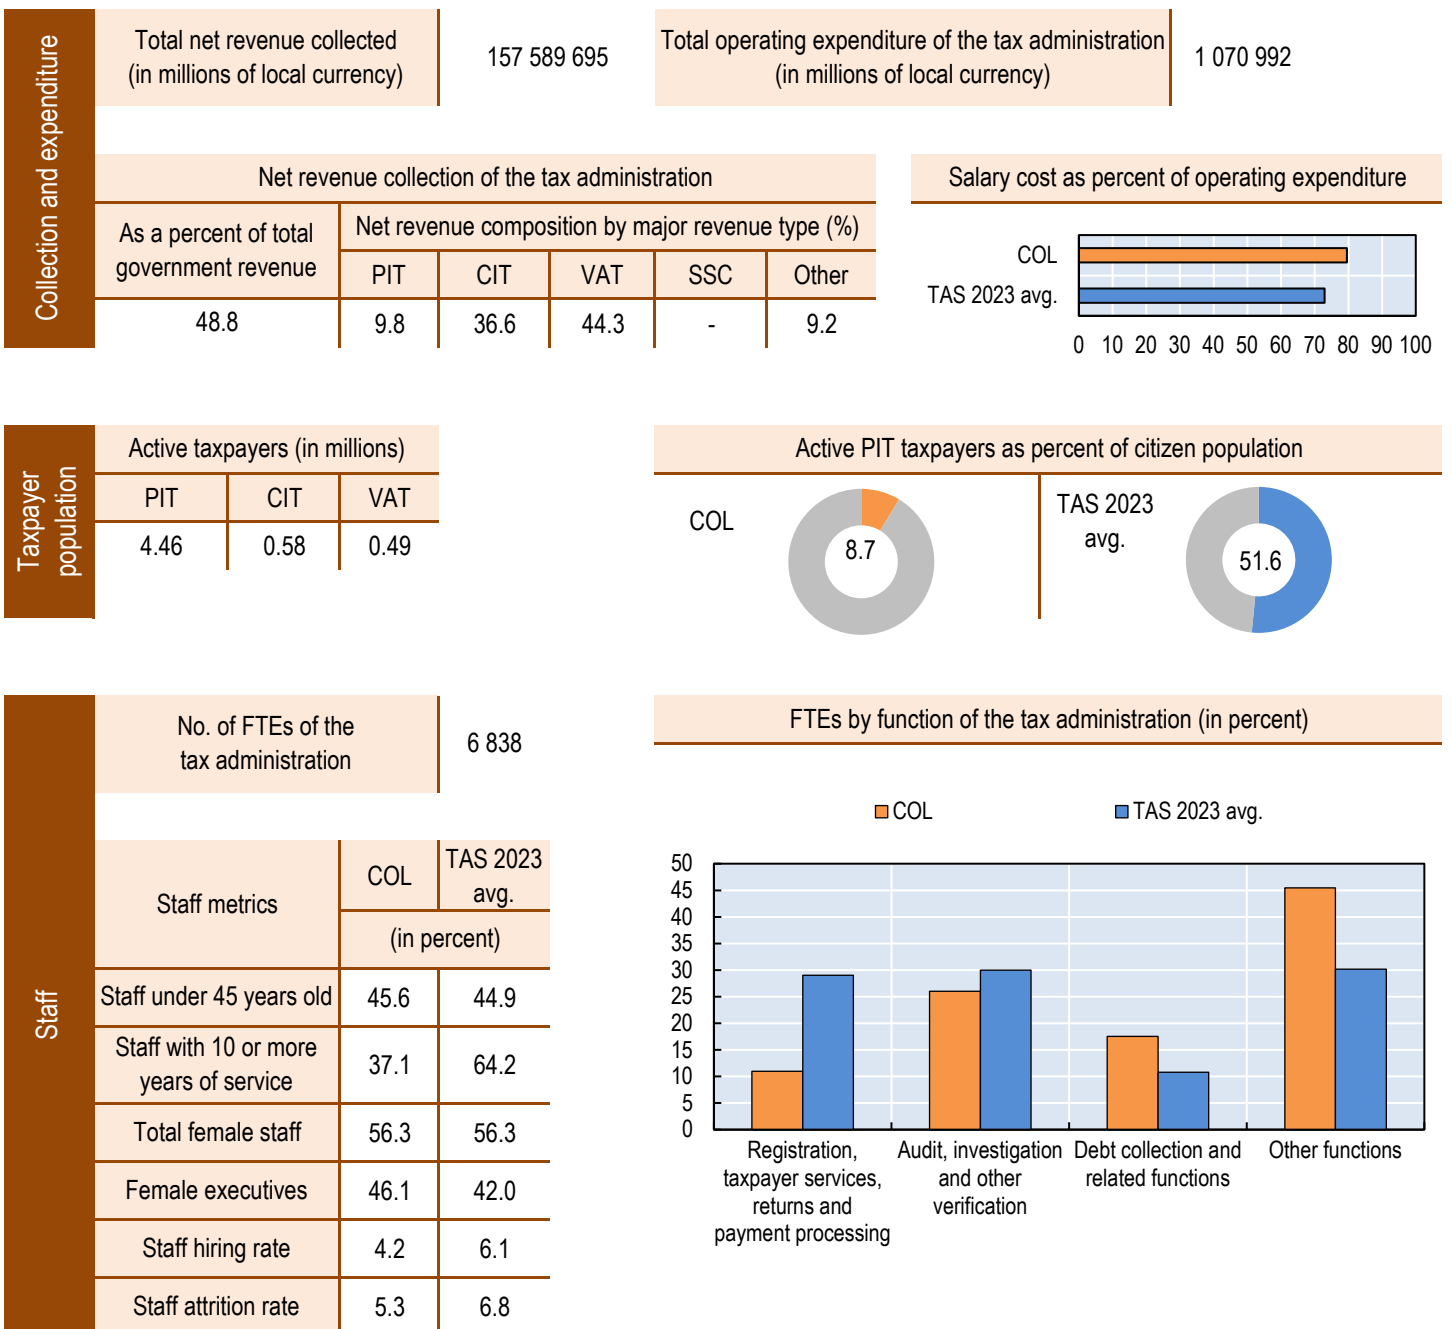 Collection and expenditure
Total net revenue collected
(in millions of local currency)
157 589 695
Total operating expenditure of the tax administration
(in millions of local currency)
1 070 992
Net revenue collection of the tax administration
As a percent of total
government revenue
Net revenue composition by major revenue type (%)
PIT CIT VAT SSC Other
48.8 9.8 36.6 44.3 - 9.2
Salary cost as percent of operating expenditure
COL
TAS 2023 avg.
0 10 20 30 40 50 60 70 80 90 100
Taxpayer
population
Active taxpayers (in millions)
PIT CIT VAT
4.46 0.58 0.49
Active PIT taxpayers as percent of citizen population
COL
8.7
TAS 2023
avg.
51.6
Staff
No. of FTEs of the
tax administration
6 838
Staff metrics
COL
TAS 2023
avg.
(in percent)
Staff under 45 years old 45.6 44.9
Staff with 10 or more
years of service
37.1 64.2
Total female staff 56.3 56.3
Female executives 46.1 42.0
Staff hiring rate 4.2 6.1
Staff attrition rate 5.3 6.8
FTEs by function of the tax administration (in percent)
COL TAS 2023 avg.
50
45
40
35
30
25
20
15
10
5
0
Registration,
taxpayer services,
returns and
payment processing
Audit, investigation
and other
verification
Debt collection and
related functions
Other functions